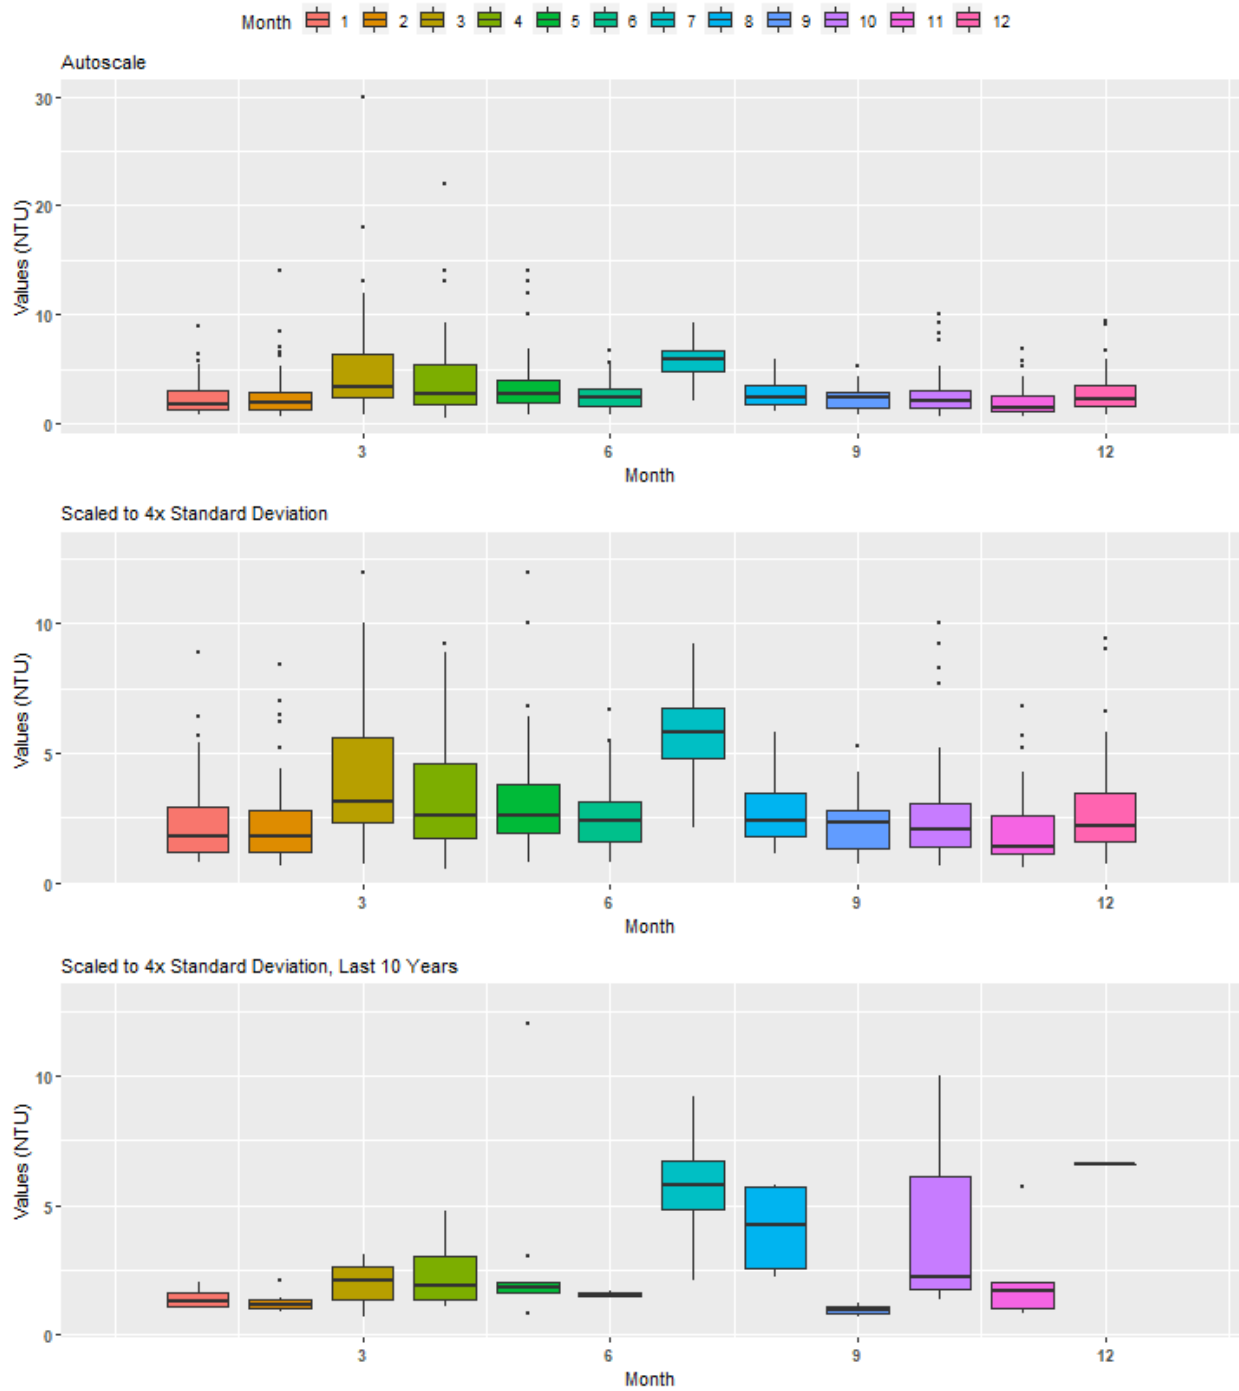 Month 1 2 3 4 5 6 7 8 9 10 11 12
Autoscale
30
20
10
0
Values (NTU)
3 6 9 12
Month
Scaled to 4x Standard Deviation
10
5
0
Values (NTU)
3 6 9 12
Month
Scaled to 4x Standard Deviation, Last 10 Years
10
5
0
Values (NTU)
3 6 9 12
Month